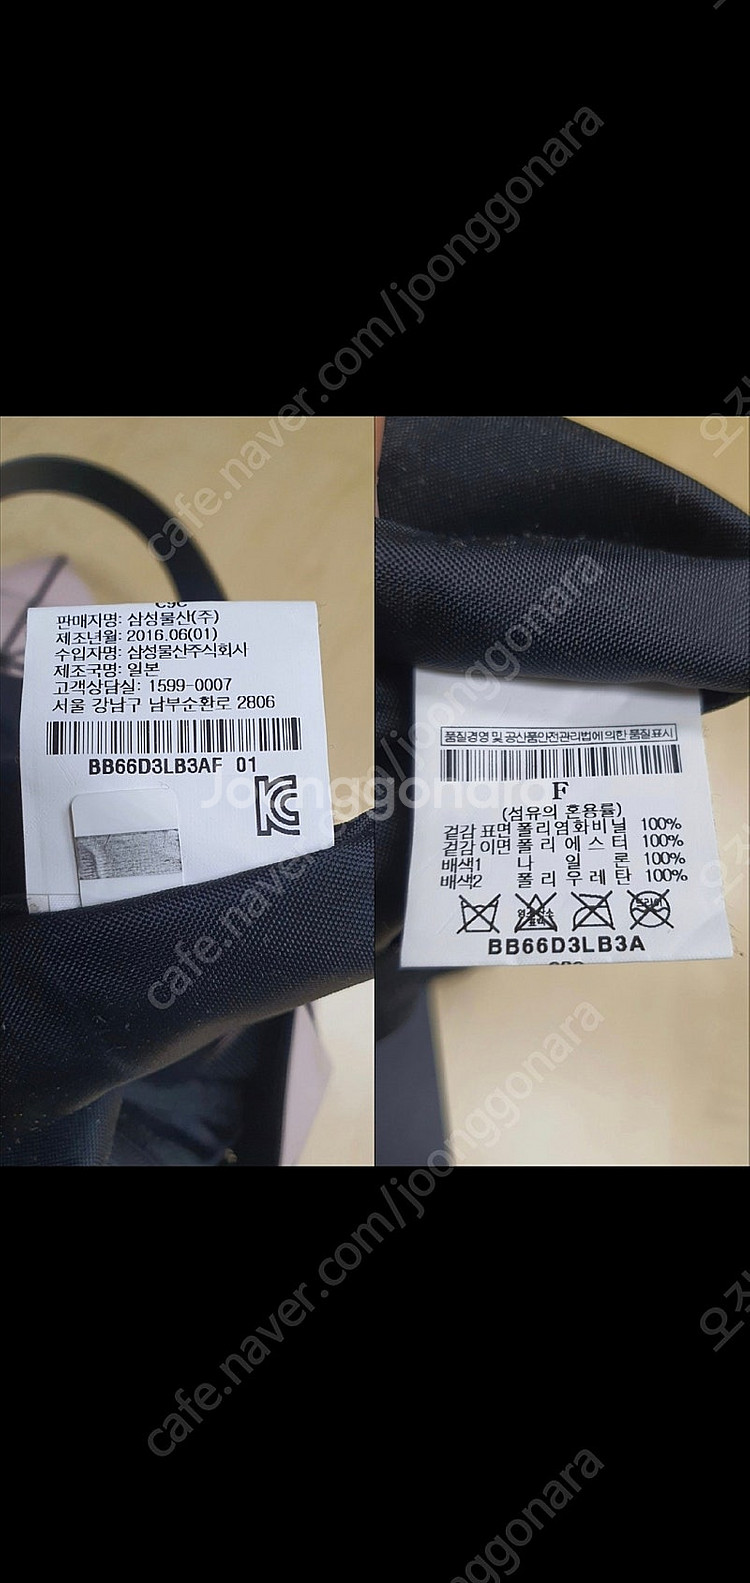 판매자명: 삼성물산(주)
제조년월: 2016.06(01)
수입자명: 삼성물산주식회사
제조국명: 일본
고객상담실: 1599-0007
서울 강남구 남부순환로 2806
BB66D3LB3AF 01
품질경영 및 공산품안전관리법에 의한 품질표시
F
(섬유의 혼용률)
겉감 표면 폴리염화비닐 100%
겉감 이면 폴리에스터 100%
배색1 나일론 100%
배색2 폴리우레탄 100%
드라이
BB66D3LB3A
Joonggonara
cafe.naver.com/joonggonara
cafe.naver.com/joonggonara
cafe.naver.com/joonggonara
joonggonara